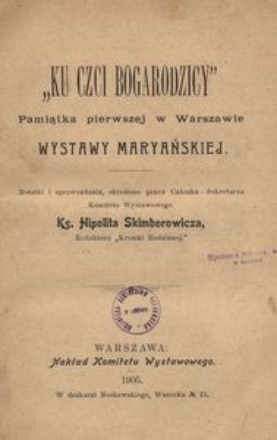 „KU CZCI BOGARODZICY”
Pamiątka pierwszej w Warszawie
WYSTAWY MARYAŃSKIEJ.
Notatki i sprawozdania, skreślone przez Członka-Sekretarza
Komitetu Wystawowego
Ks. Hipolita Skimborowicza,
Redaktora „Kroniki Rodzinnej.”
WARSZAWA.
Nakład Komitetu Wystawowego.
1905.
W drukarni Noskowskiego, Warecka № 15.